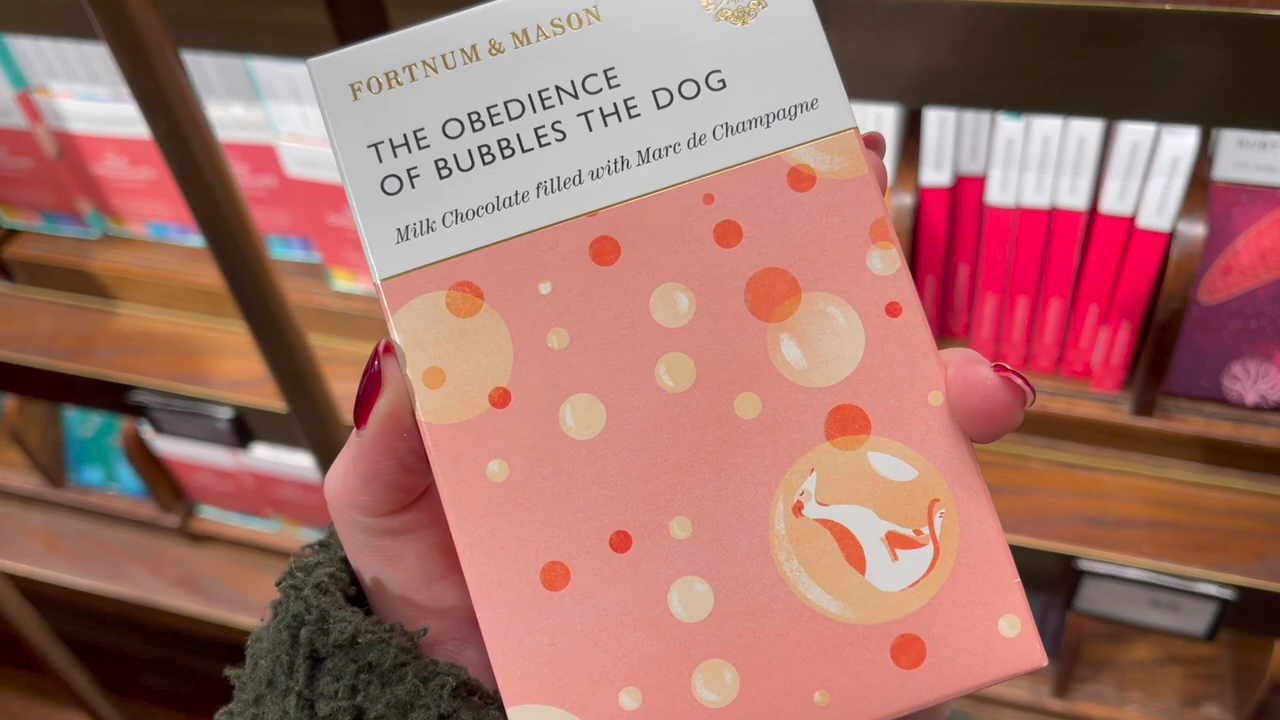 FORTNUM & MASON
THE OBEDIENCE
OF BUBBLES THE DOG
Milk Chocolate filled with Marc de Champagne